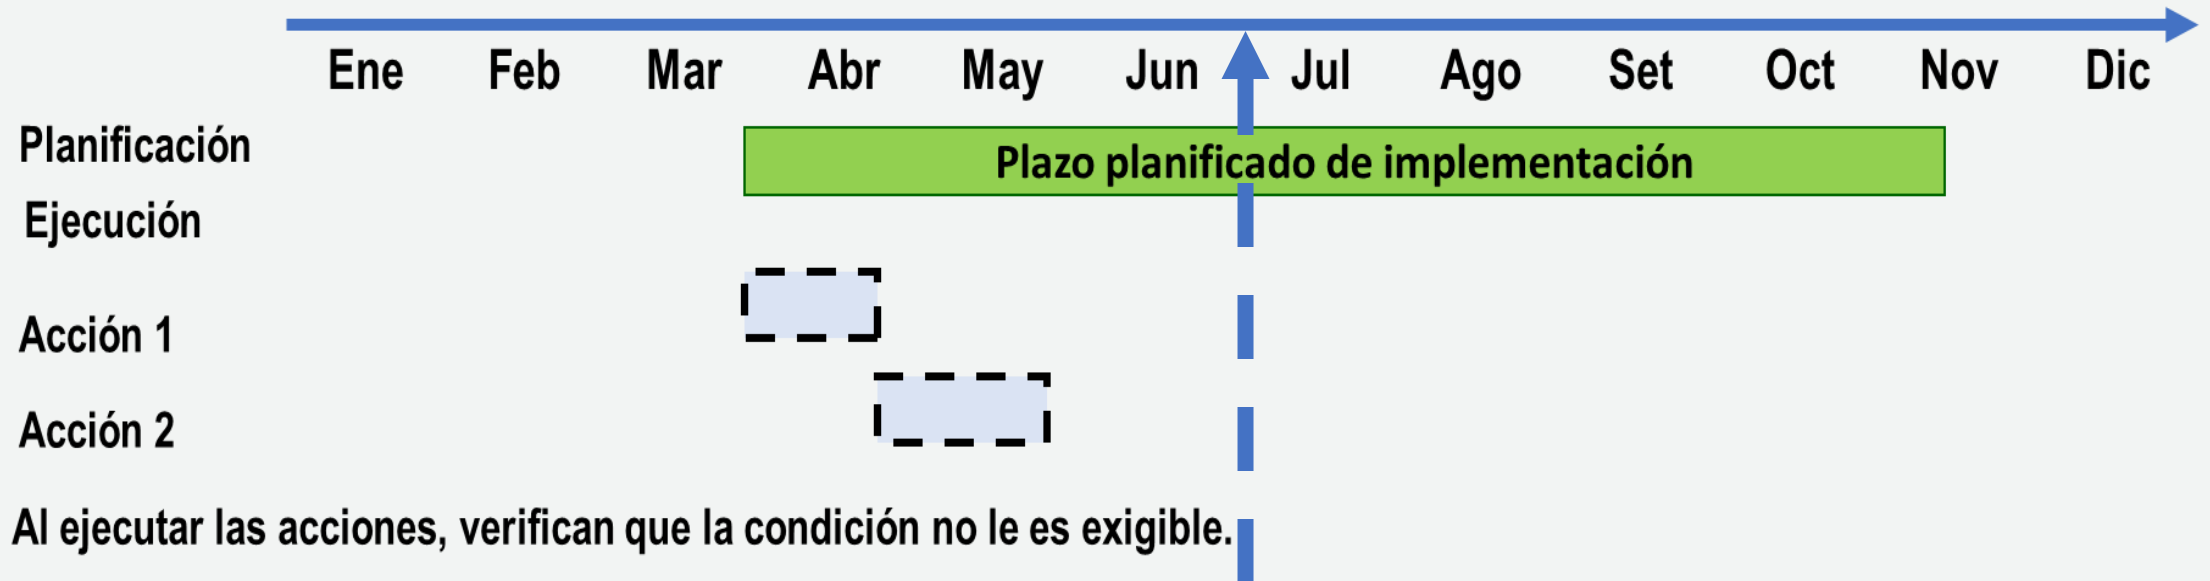 Ene Feb Mar Abr May Jun Jul Ago Set Oct Nov Dic
Planificación
Plazo planificado de implementación
Ejecución
Acción 1
Acción 2
Al ejecutar las acciones, verifican que la condición no le es exigible.